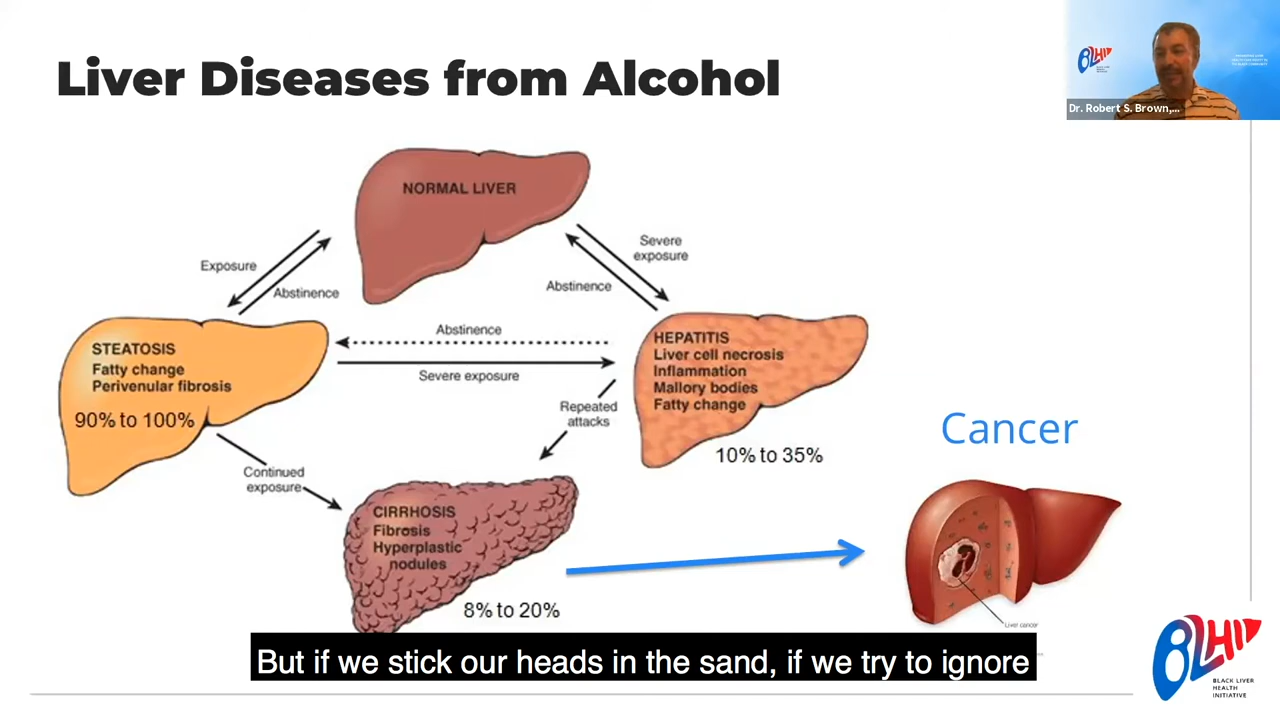 Liver Diseases from Alcohol
BLHI
Dr. Robert S. Brown,...
NORMAL LIVER
Exposure
Abstinence
Severe
exposure
Abstinence
STEATOSIS
Fatty change
Perivenular fibrosis
90% to 100%
Abstinence
Severe exposure
HEPATITIS
Liver cell necrosis
Inflammation
Mallory bodies
Fatty change
10% to 35%
Repeated
attacks
Continued
exposure
CIRRHOSIS
Fibrosis
Hyperplastic
nodules
8% to 20%
Cancer
Liver cancer
But if we stick our heads in the sand, if we try to ignore
BLHI
BLACK LIVER
HEALTH
INITIATIVE